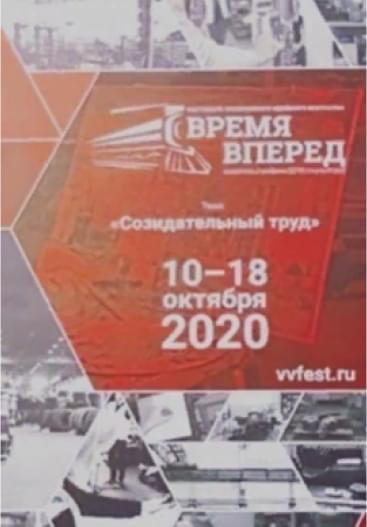 ВРЕМЯ
ВПЕРЕД
Тема:
«Созидательный труд»
10–18
октября
2020
vvfest.ru